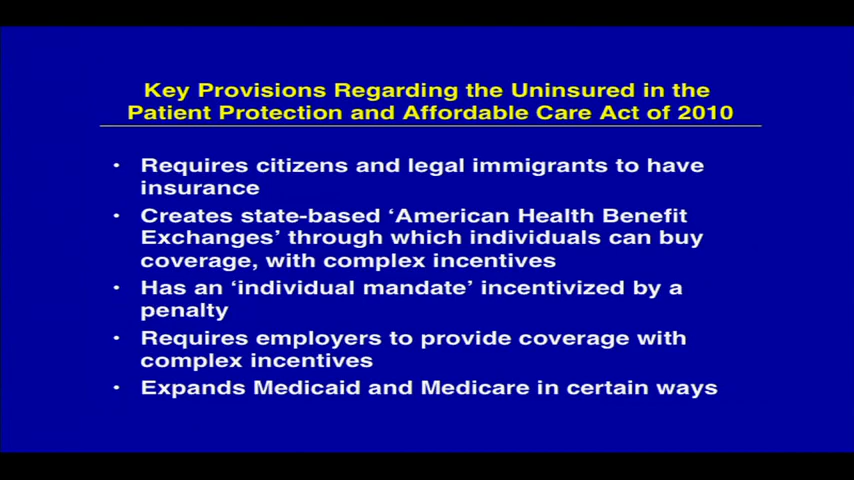 Key Provisions Regarding the Uninsured in the
Patient Protection and Affordable Care Act of 2010
• Requires citizens and legal immigrants to have
insurance
• Creates state-based ‘American Health Benefit
Exchanges’ through which individuals can buy
coverage, with complex incentives
• Has an ‘individual mandate’ incentivized by a
penalty
• Requires employers to provide coverage with
complex incentives
• Expands Medicaid and Medicare in certain ways